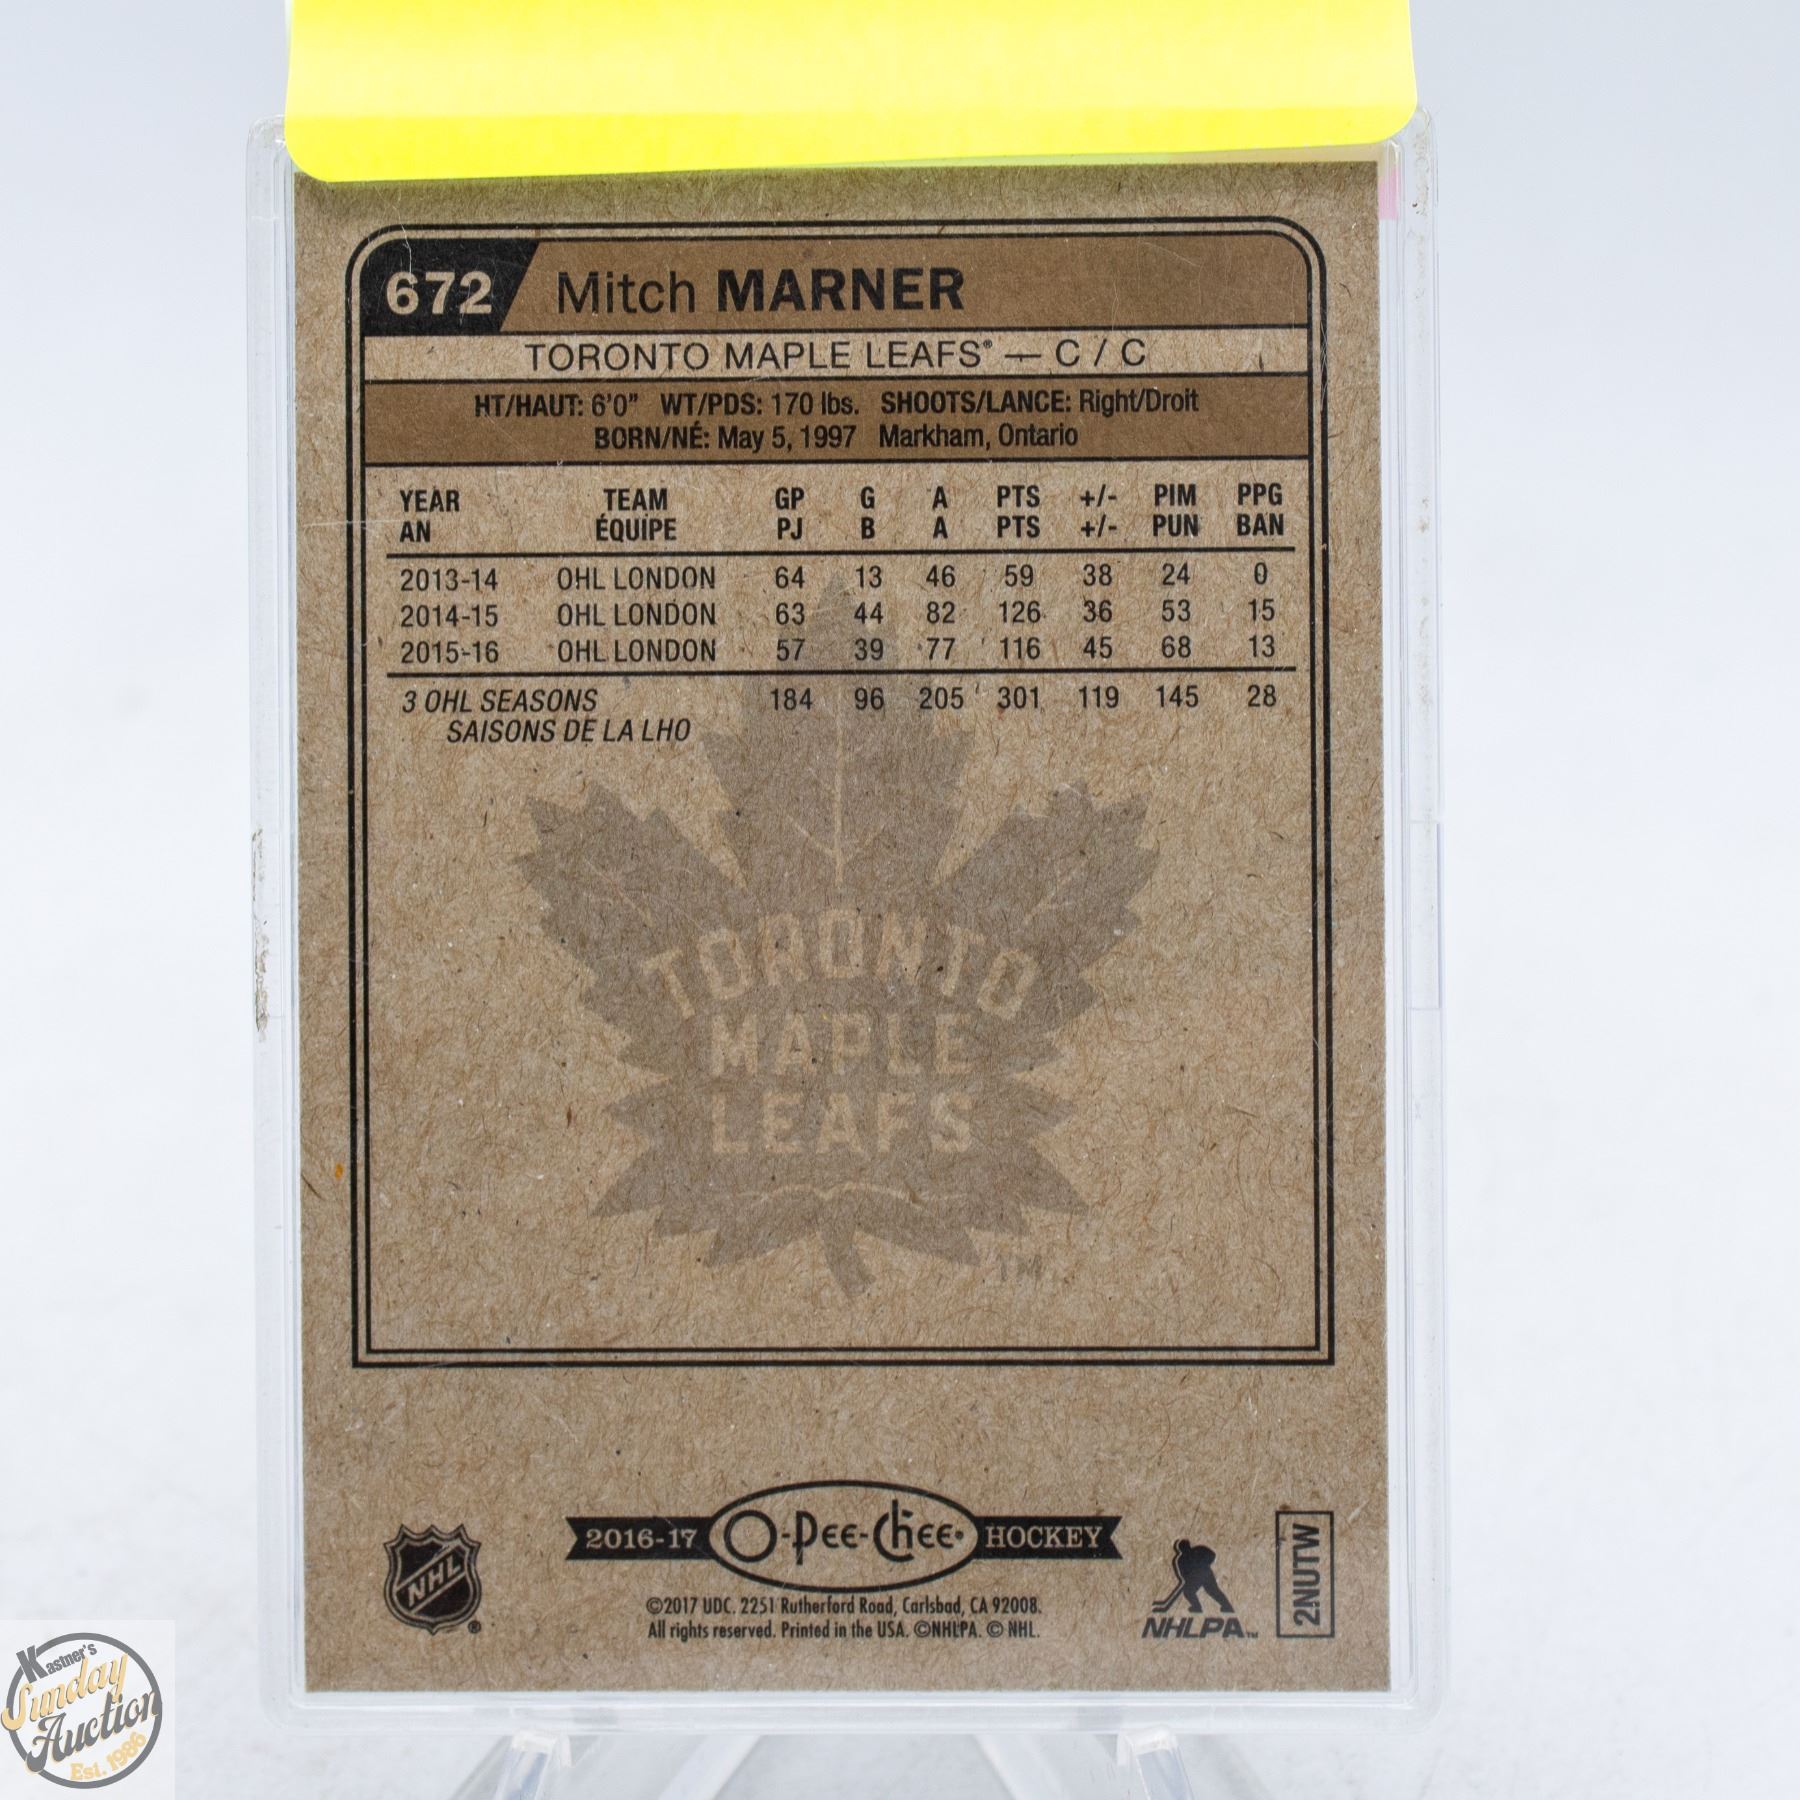 672 Mitch MARNER
TORONTO MAPLE LEAFS® — C / C
HT/HAUT: 6'0" WT/PDS: 170 lbs. SHOOTS/LANCE: Right/Droit
BORN/NÉ: May 5, 1997 Markham, Ontario
YEAR TEAM GP G A PTS +/- PIM PPG
AN ÉQUIPE PJ B A PTS +/- PUN BAN
2013-14 OHL LONDON 64 13 46 59 38 24 0
2014-15 OHL LONDON 63 44 82 126 36 53 15
2015-16 OHL LONDON 57 39 77 116 45 68 13
3 OHL SEASONS 184 96 205 301 119 145 28
SAISONS DE LA LHO
TORONTO
MAPLE
LEAFS
TM
NHL ®
2016-17 O-Pee-Chee® HOCKEY
©2017 UDC. 2251 Rutherford Road, Carlsbad, CA 92008.
All rights reserved. Printed in the USA. ©NHLPA. © NHL.
NHLPA™
2NUTW
Kastner's
Sunday
Auction
Est. 1986